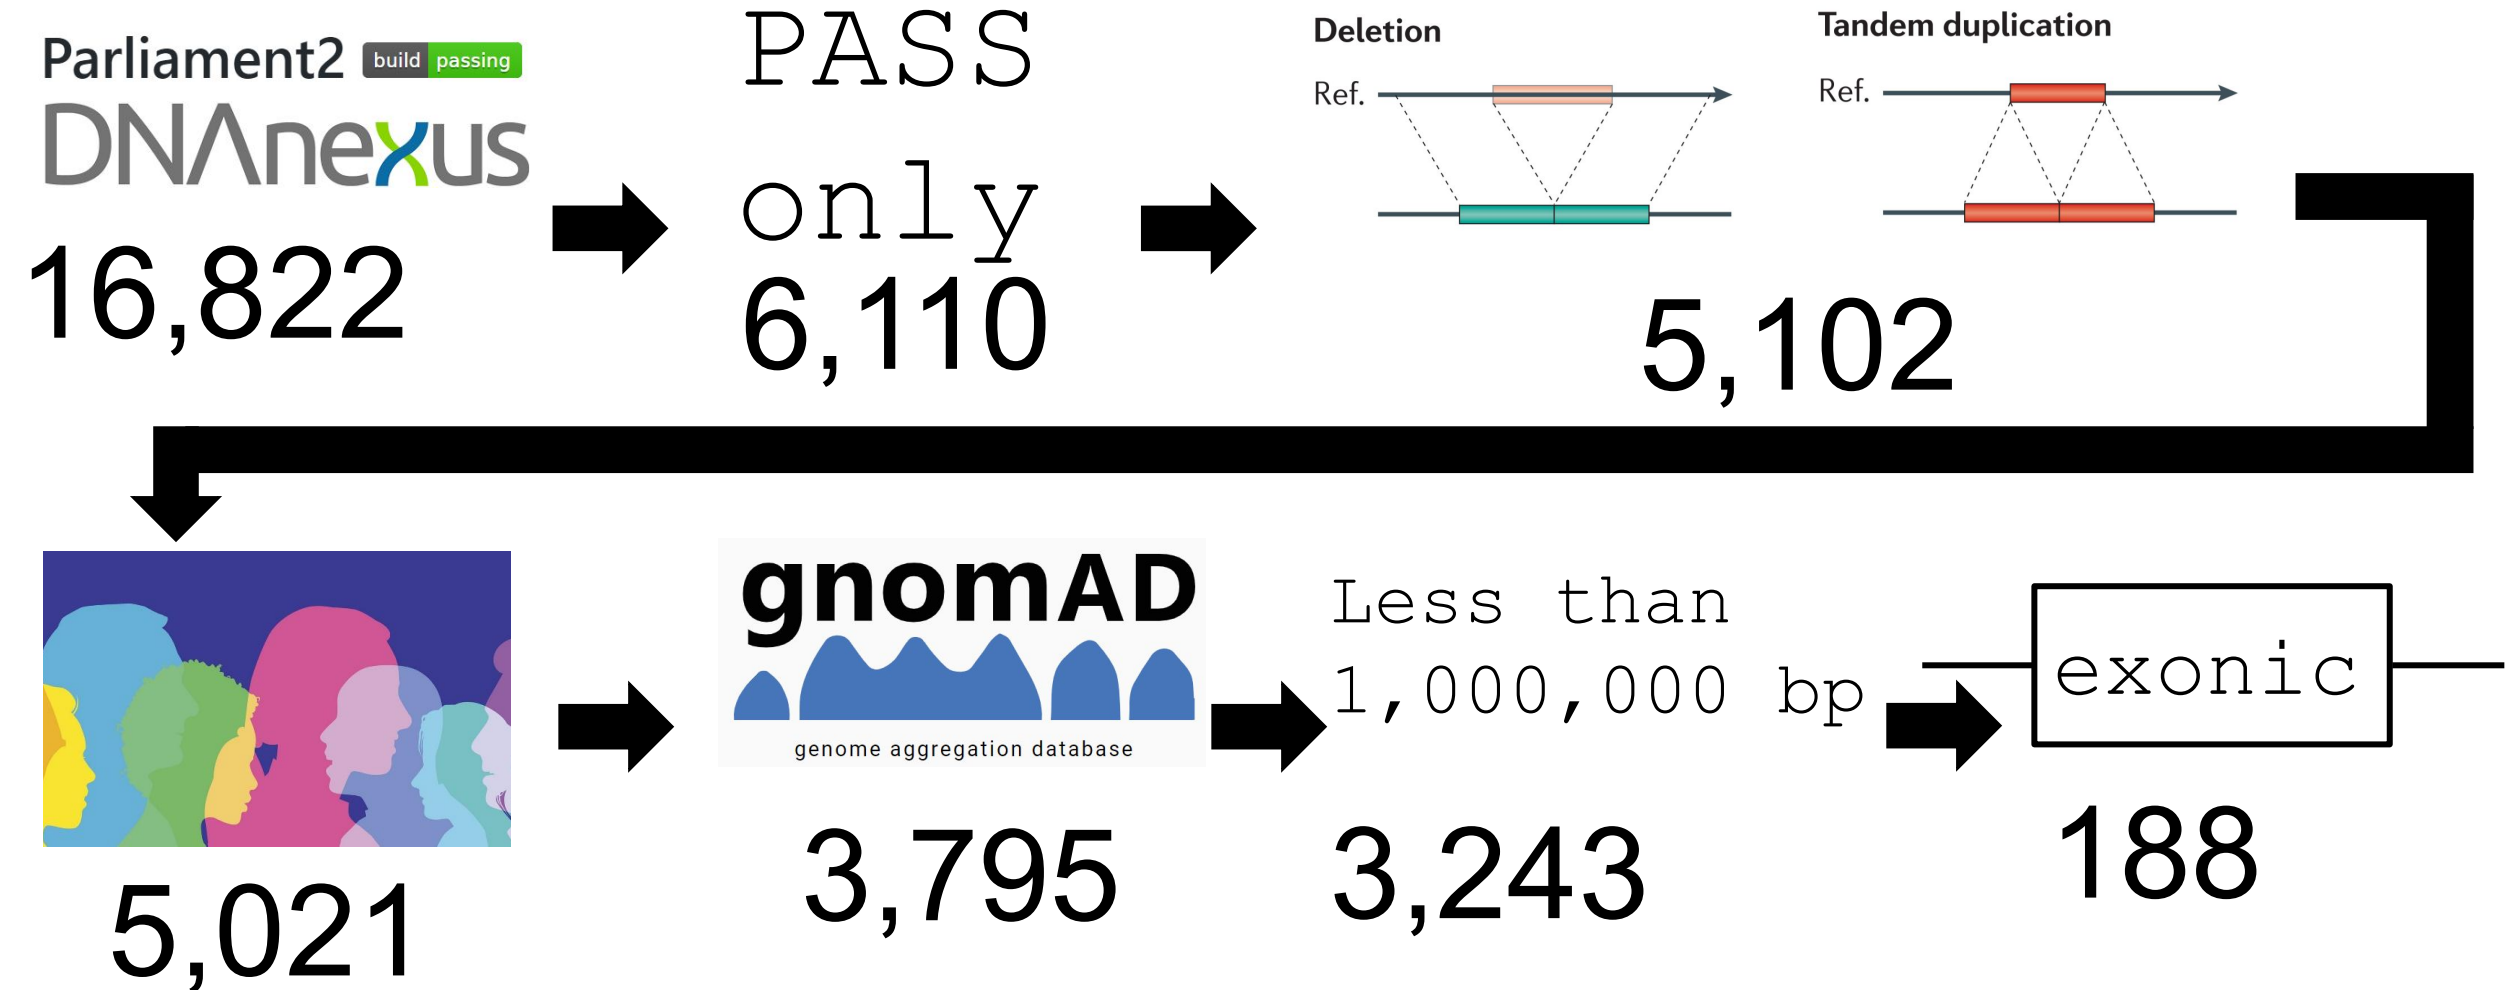 Parliament2 build passing
DNAnexus
16,822
PASS
only
6,110
Deletion
Ref.
Tandem duplication
Ref.
5,102
5,021
gnomAD
genome aggregation database
3,795
Less than
1,000,000 bp
3,243
exonic
188